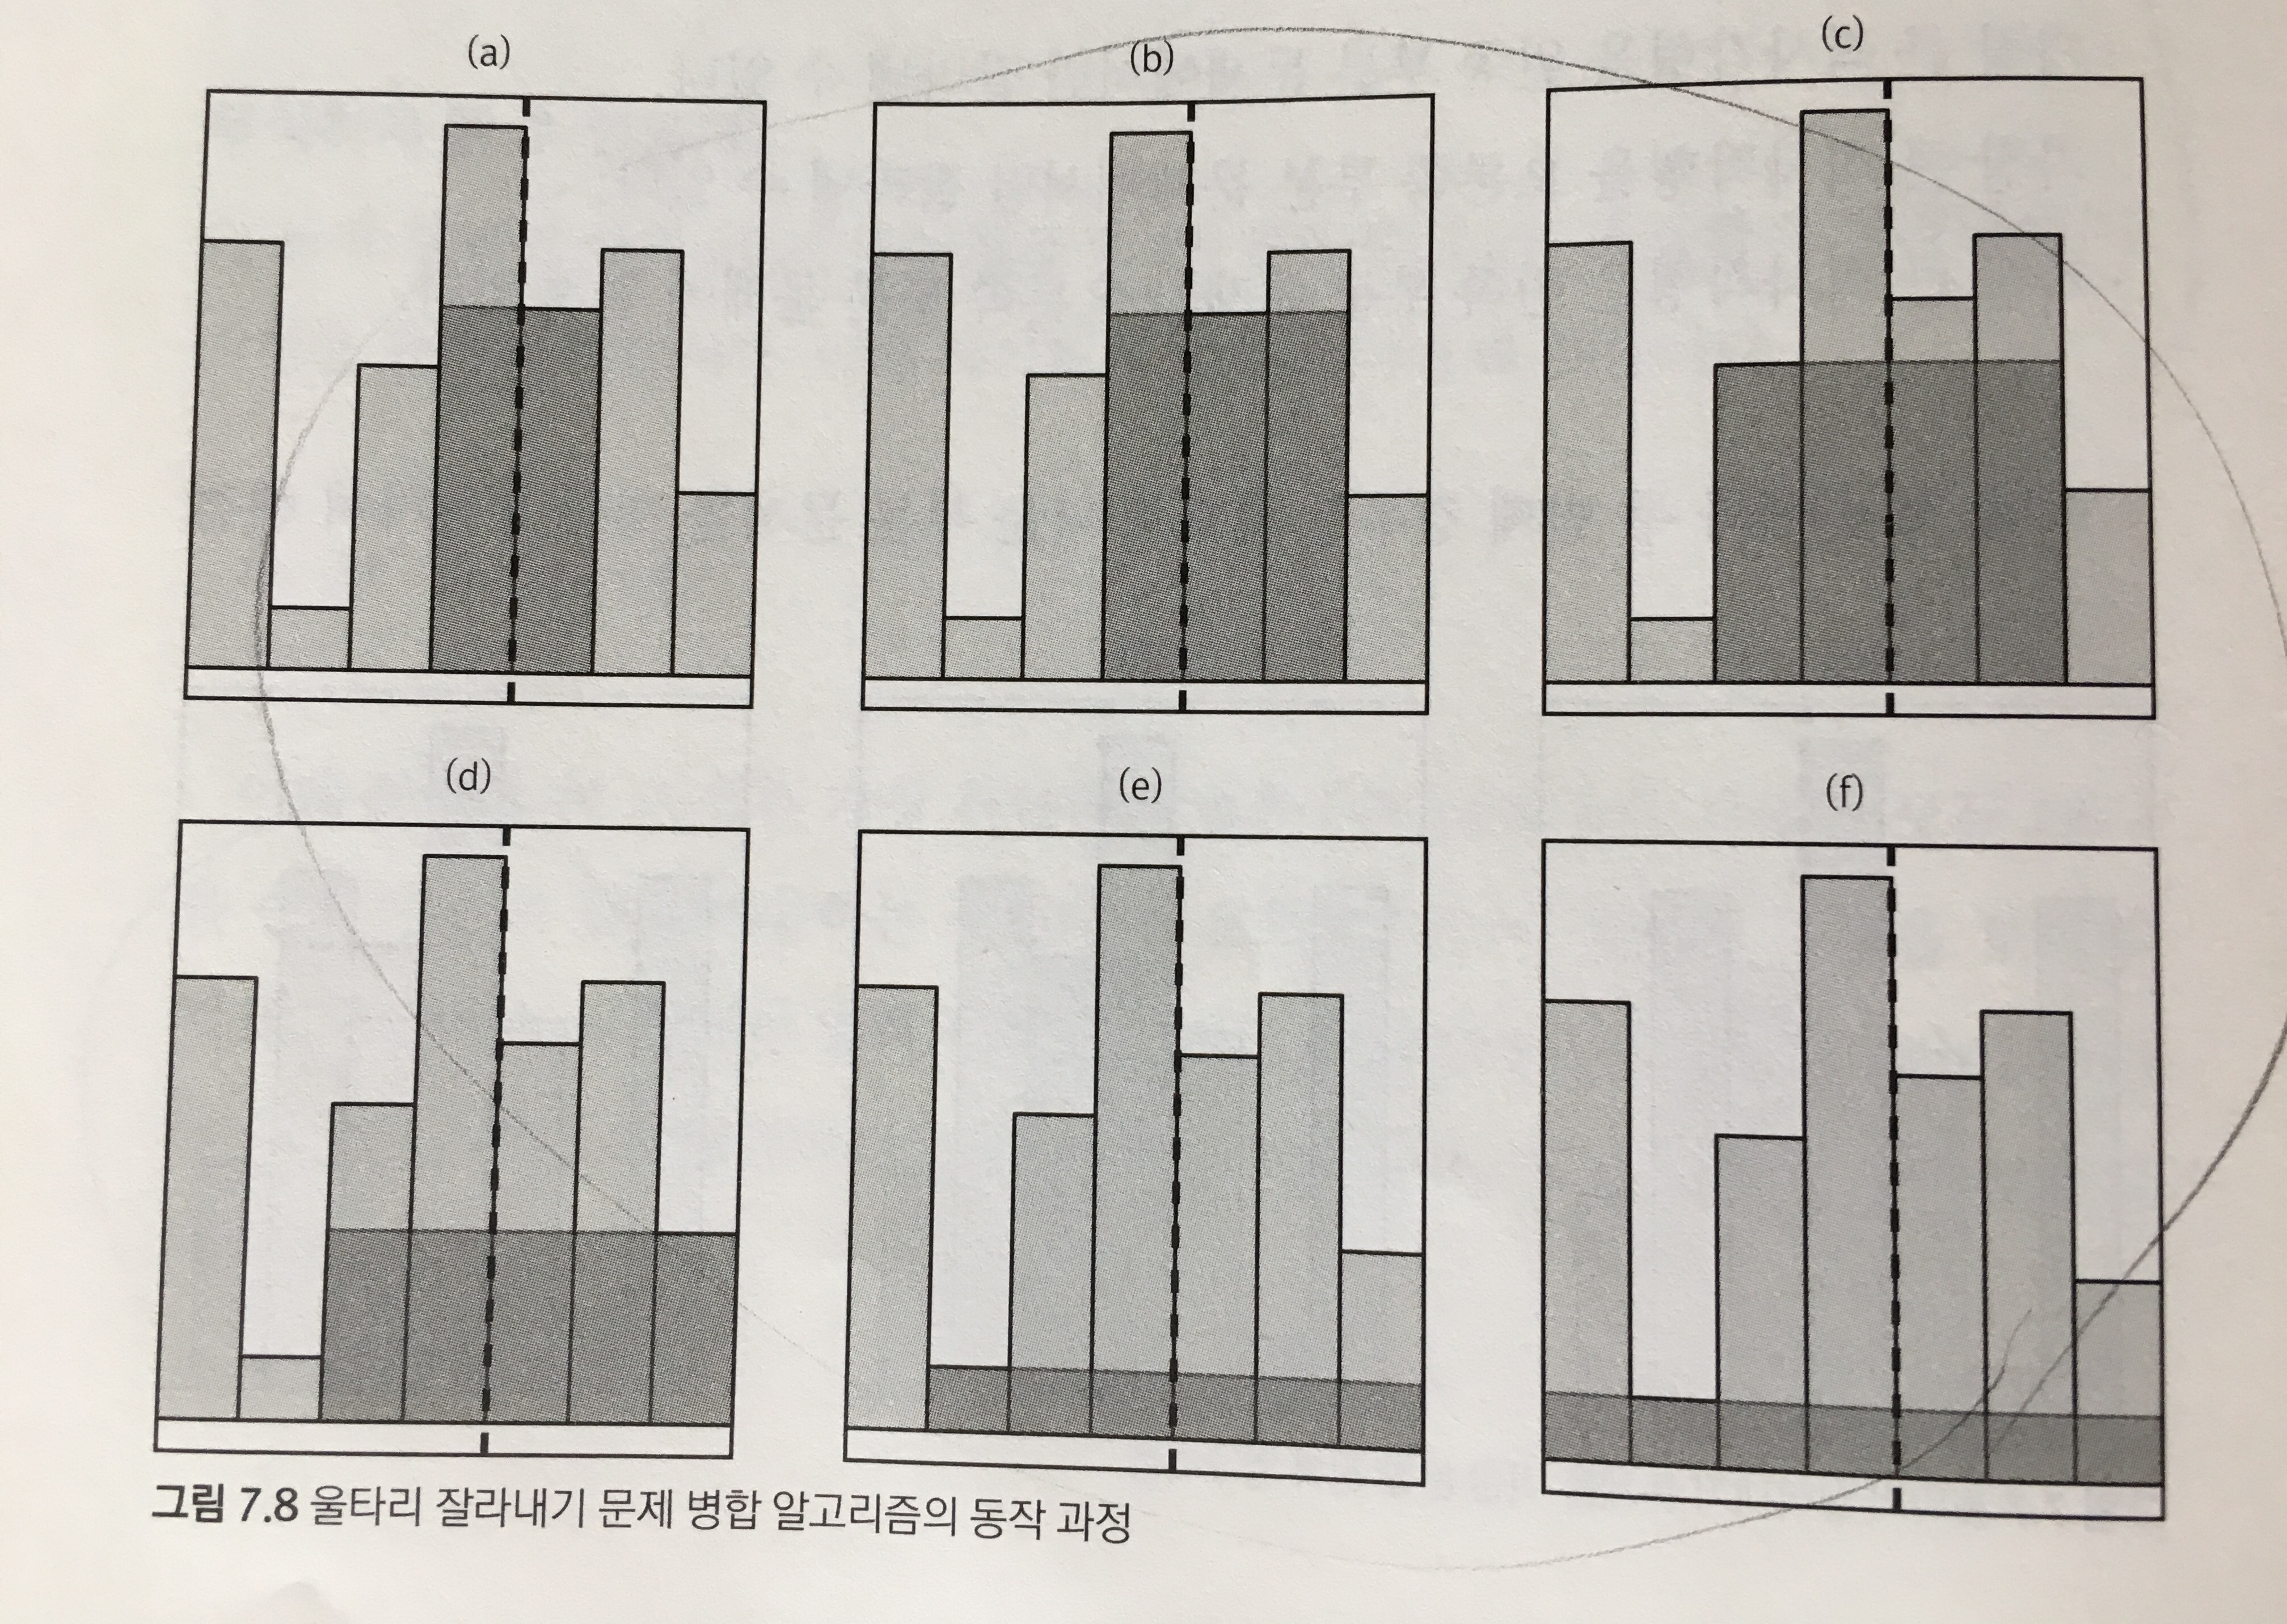 (a)
(b)
(c)
(d)
(e)
(f)
그림 7.8 울타리 잘라내기 문제 병합 알고리즘의 동작 과정